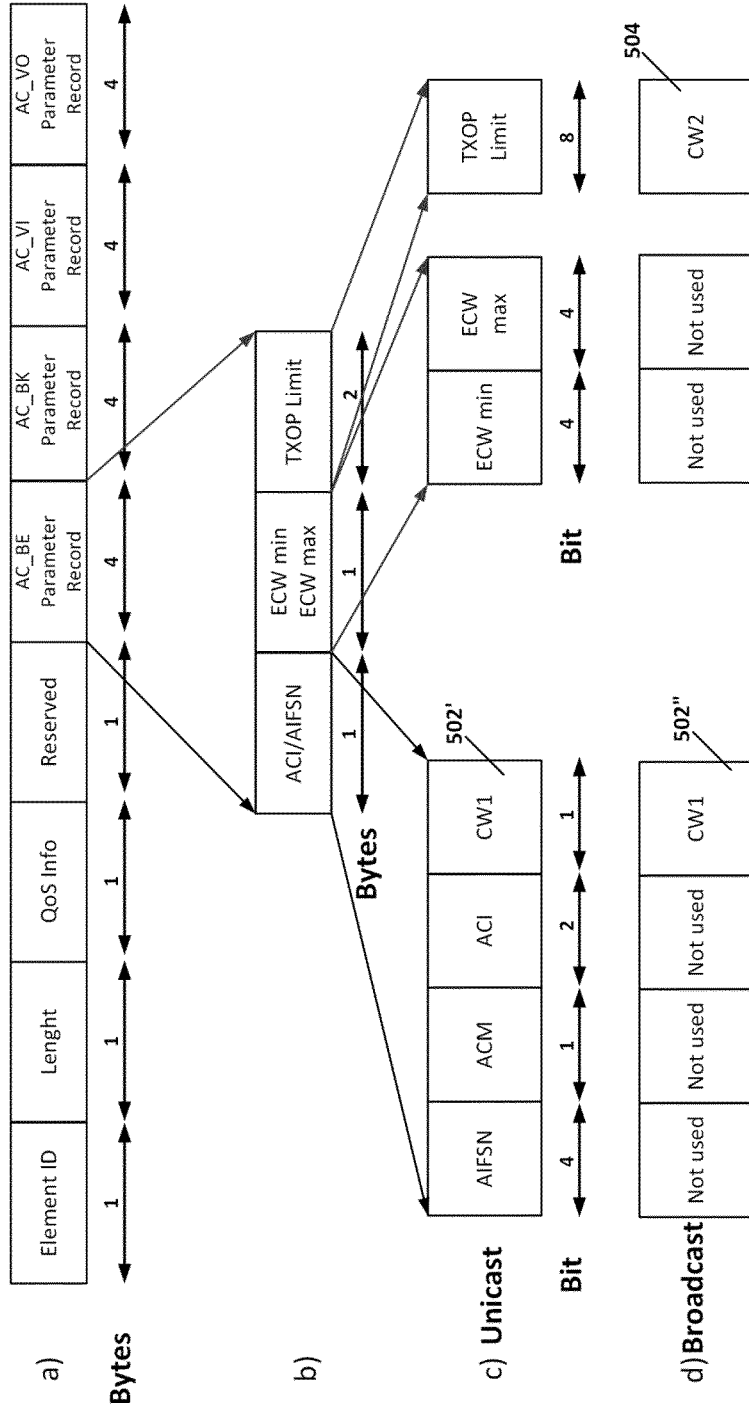 a)
Element ID
Lenght
QoS Info
Reserved
AC_BE
Parameter
Record
AC_BK
Parameter
Record
AC_VI
Parameter
Record
AC_VO
Parameter
Record
Bytes
1
1
1
1
4
4
4
4
b)
ACI/AIFSN
ECW min
ECW max
TXOP Limit
Bytes
1
1
2
c) Unicast
AIFSN
ACM
ACI
CW1
502'
ECW min
ECW
max
TXOP
Limit
Bit
4
1
2
1
Bit
4
4
8
d) Broadcast
Not used
Not used
Not used
CW1
502"
Not used
Not used
CW2
504